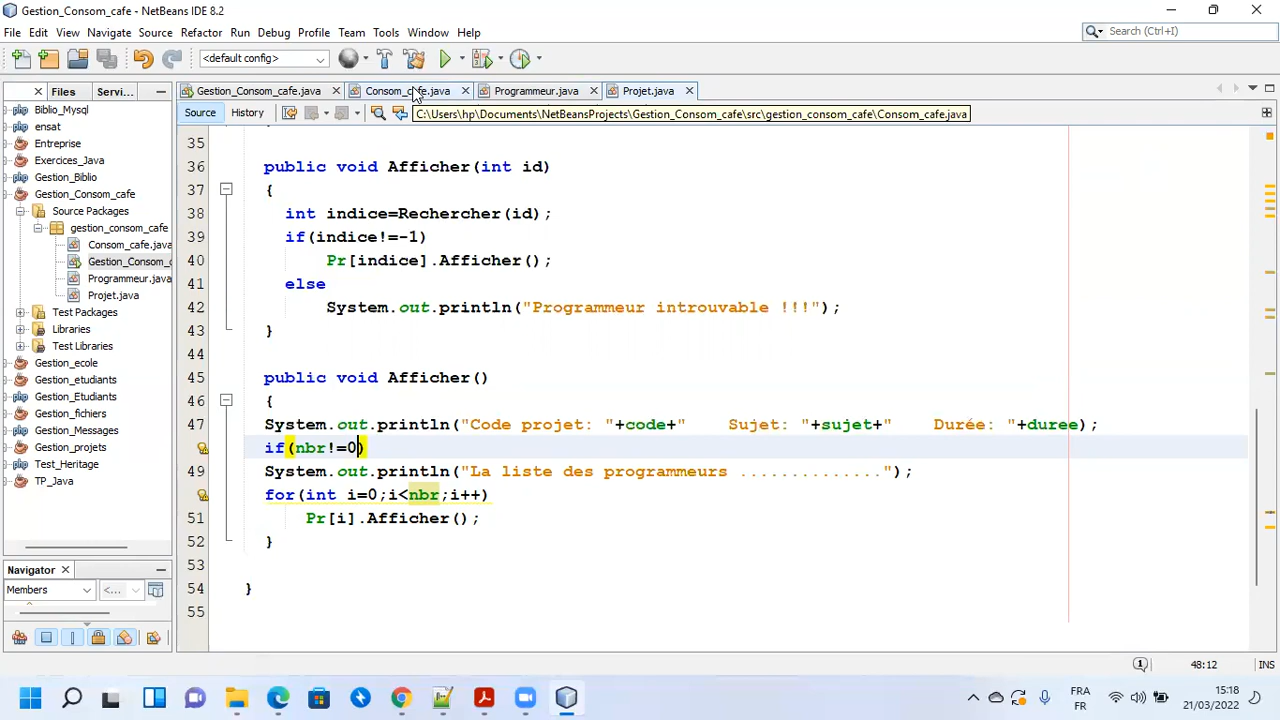 Gestion_Consom_cafe - NetBeans IDE 8.2
File Edit View Navigate Source Refactor Run Debug Profile Team Tools Window Help
Search (Ctrl+I)
<default config>
Files Servi...
Gestion_Consom_cafe.java Consom_cafe.java Programmeur.java Projet.java
Source History
C:\Users\hp\Documents\NetBeansProjects\Gestion_Consom_cafe\src\gestion_consom_cafe\Consom_cafe.java
Biblio_Mysql
ensat
Entreprise
Exercices_Java
Gestion_Biblio
Gestion_Consom_cafe
Source Packages
gestion_consom_cafe
Consom_cafe.java
Gestion_Consom_c
Programmeur.java
Projet.java
Test Packages
Libraries
Test Libraries
Gestion_ecole
Gestion_etudiants
Gestion_Etudiants
Gestion_fichiers
Gestion_projets
Test_Heritage
TP_Java
Navigator
Members
<...
35
36 public void Afficher(int id)
37 {
38 int indice=Rechercher(id);
39 if(indice!=-1)
40 Pr[indice].Afficher();
41 else
42 System.out.println("Programmeur introuvable !!!");
43 }
44
45 public void Afficher()
46 {
47 System.out.println("Code projet: "+code+" Sujet: "+sujet+" Durée: "+duree);
if(nbr!=0)
49 System.out.println("La liste des programmeurs ..............");
for(int i=0;i<nbr;i++)
51 Pr[i].Afficher();
52 }
53
54 }
55
1 48:12 INS
FRA
FR
15:18
21/03/2022